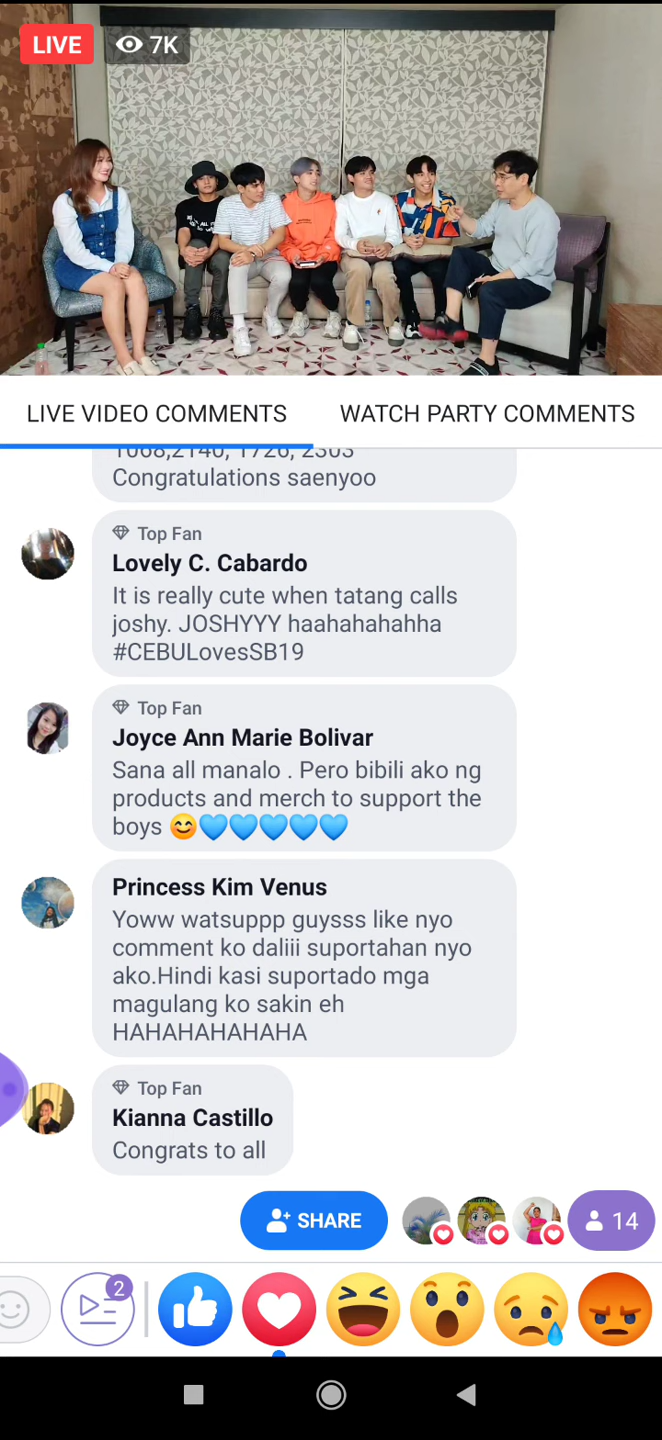 LIVE
7K
LIVE VIDEO COMMENTS
WATCH PARTY COMMENTS
1068,2140, 1726, 2303
Congratulations saenyoo
Top Fan
Lovely C. Cabardo
It is really cute when tatang calls
joshy. JOSHYYY haahahahahha
#CEBULovesSB19
Top Fan
Joyce Ann Marie Bolivar
Sana all manalo . Pero bibili ako ng
products and merch to support the
boys 😊💙💙💙💙💙
Princess Kim Venus
Yoww watsuppp guysss like nyo
comment ko daliii suportahan nyo
ako.Hindi kasi suportado mga
magulang ko sakin eh
HAHAHAHAHAHA
Top Fan
Kianna Castillo
Congrats to all
SHARE
14
2